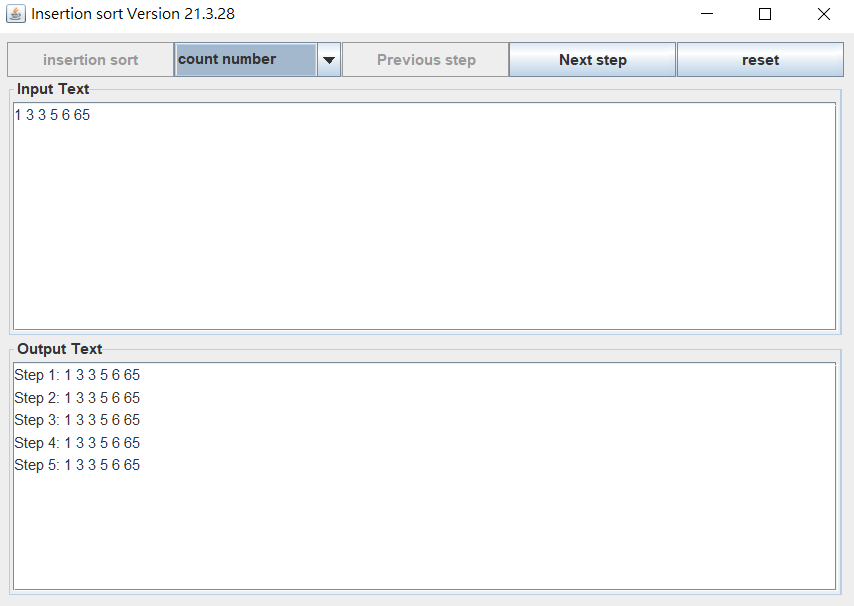 Insertion sort Version 21.3.28
insertion sort count number Previous step Next step reset
Input Text
1 3 3 5 6 65
Output Text
Step 1: 1 3 3 5 6 65
Step 2: 1 3 3 5 6 65
Step 3: 1 3 3 5 6 65
Step 4: 1 3 3 5 6 65
Step 5: 1 3 3 5 6 65